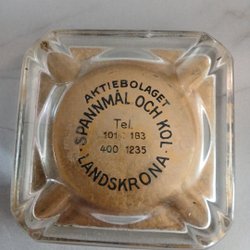 AKTIEBOLAGET
SPANNMÅL OCH KOL
Tel.
101 183
400 1235
· LANDSKRONA ·